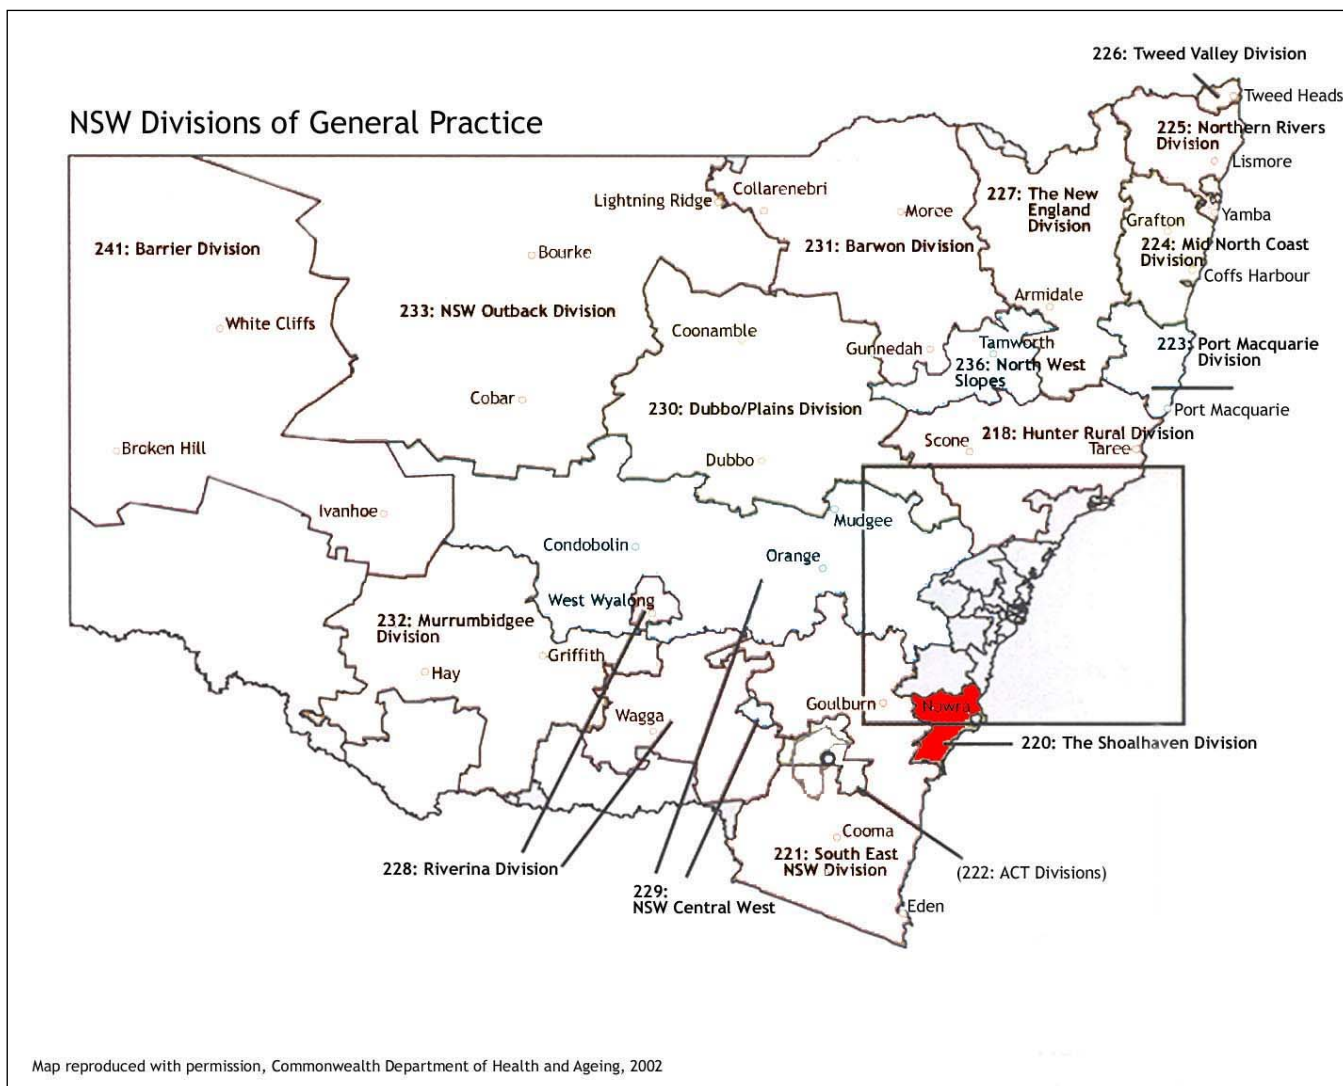 226: Tweed Valley Division
Tweed Heads
NSW Divisions of General Practice
225: Northern Rivers
Division
Lismore
Lightning Ridge
Collarenebri
Moree
227: The New
England
Division
Grafton
Yamba
241: Barrier Division
Bourke
231: Barwon Division
224: Mid North Coast
Division
Coffs Harbour
233: NSW Outback Division
White Cliffs
Coonamble
Armidale
Gunnedah
Tamworth
236: North West
Slopes
223: Port Macquarie
Division
Cobar
230: Dubbo/Plains Division
Port Macquarie
Broken Hill
Dubbo
Scone
218: Hunter Rural Division
Taree
Ivanhoe
Mudgee
Condobolin
Orange
West Wyalong
232: Murrumbidgee
Division
Griffith
Hay
Wagga
Goulburn
Nowra
220: The Shoalhaven Division
Cooma
221: South East
NSW Division
228: Riverina Division
(222: ACT Divisions)
229:
NSW Central West
Eden
Map reproduced with permission, Commonwealth Department of Health and Ageing, 2002